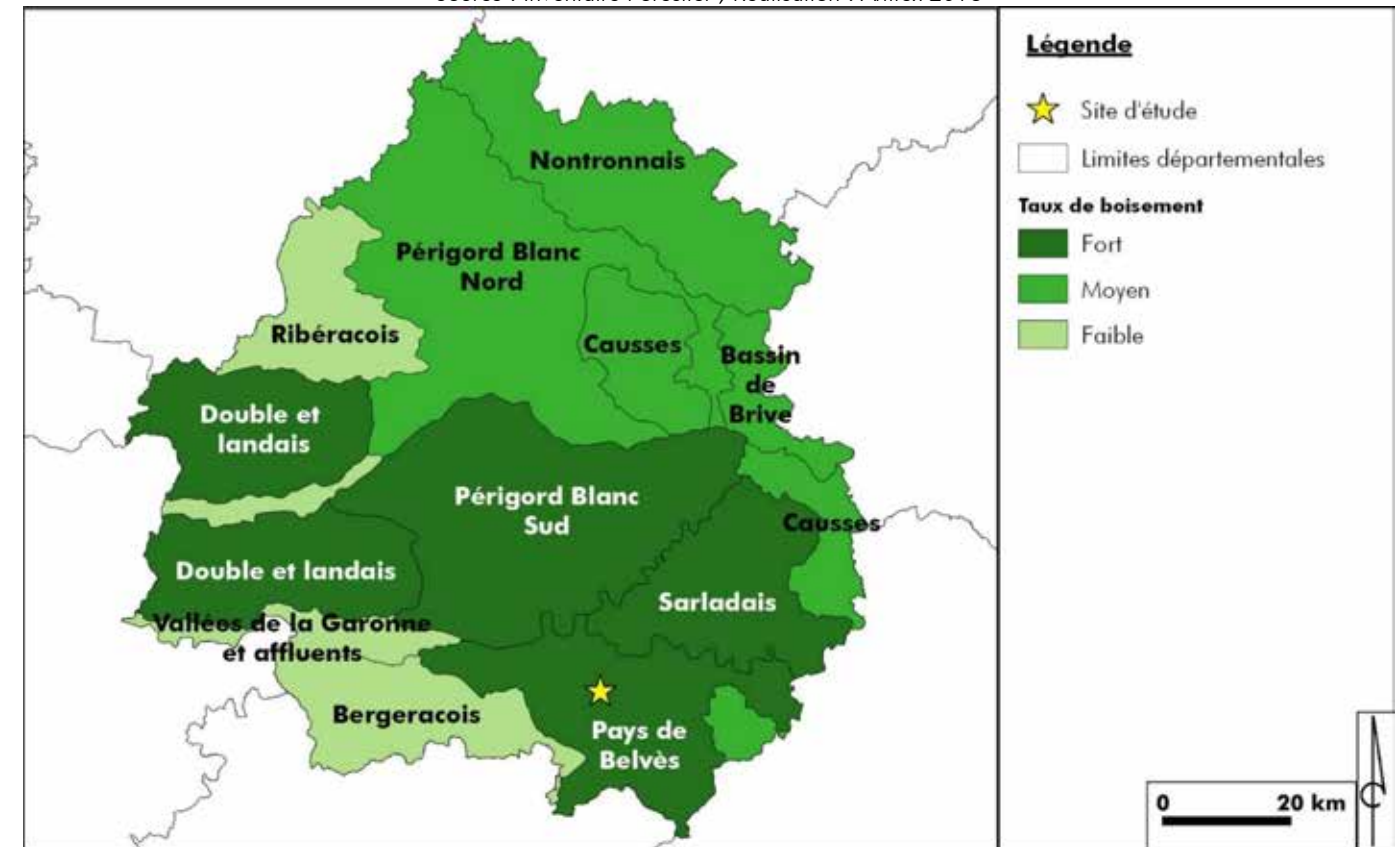 Légende
Site d'étude
Limites départementales
Taux de boisement
Fort
Moyen
Faible
Nontronnais
Périgord Blanc
Nord
Ribéracois
Causses
Bassin
de
Brive
Double et
landais
Périgord Blanc
Sud
Causses
Double et landais
Sarladais
Vallées de la Garonne
et affluents
Bergeracois
Pays de
Belvès
0 20 km